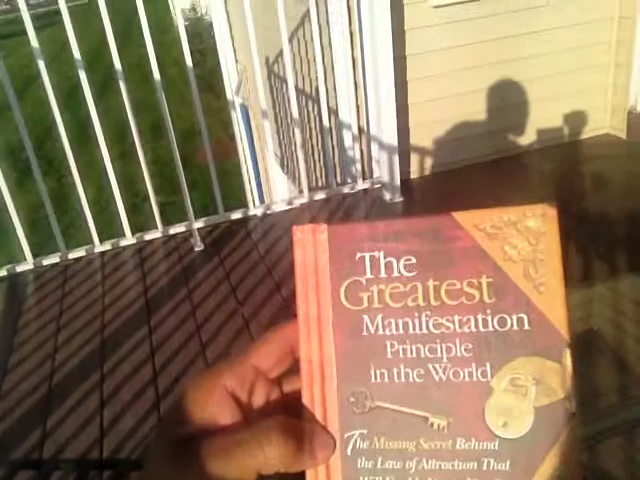 The
Greatest
Manifestation
Principle
in the World
The Missing Secret Behind
the Law of Attraction That